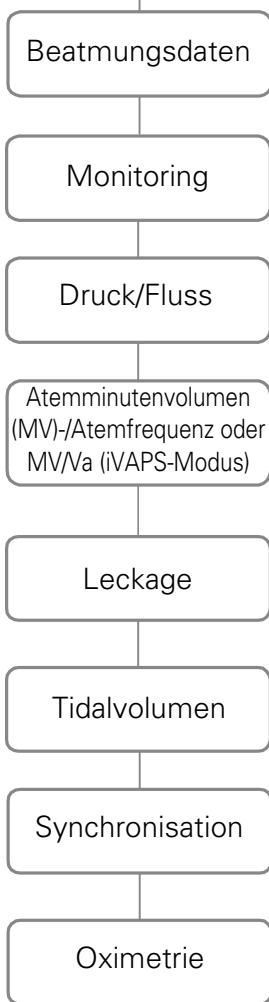 Beatmungsdaten
Monitoring
Druck/Fluss
Atemminutenvolumen
(MV)-/Atemfrequenz oder
MV/Va (iVAPS-Modus)
Leckage
Tidalvolumen
Synchronisation
Oximetrie